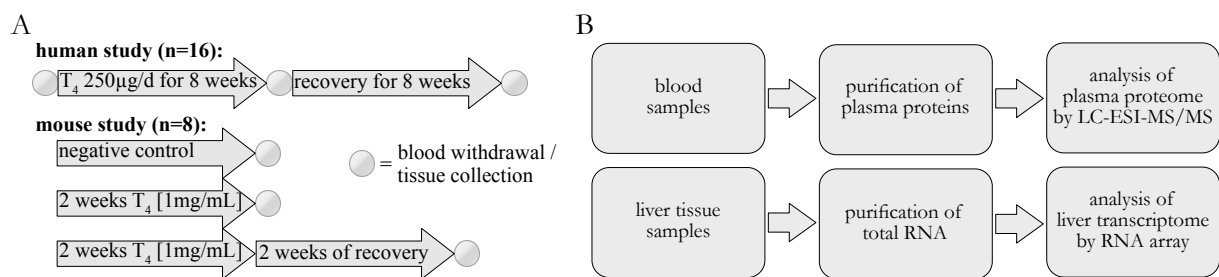 A
human study (n=16):
T₄ 250µg/d for 8 weeks
recovery for 8 weeks
mouse study (n=8):
negative control
2 weeks T₄ [1mg/mL]
2 weeks T₄ [1mg/mL]
2 weeks of recovery
= blood withdrawal /
tissue collection
B
blood
samples
purification of
plasma proteins
analysis of
plasma proteome
by LC-ESI-MS/MS
liver tissue
samples
purification of
total RNA
analysis of
liver transcriptome
by RNA array